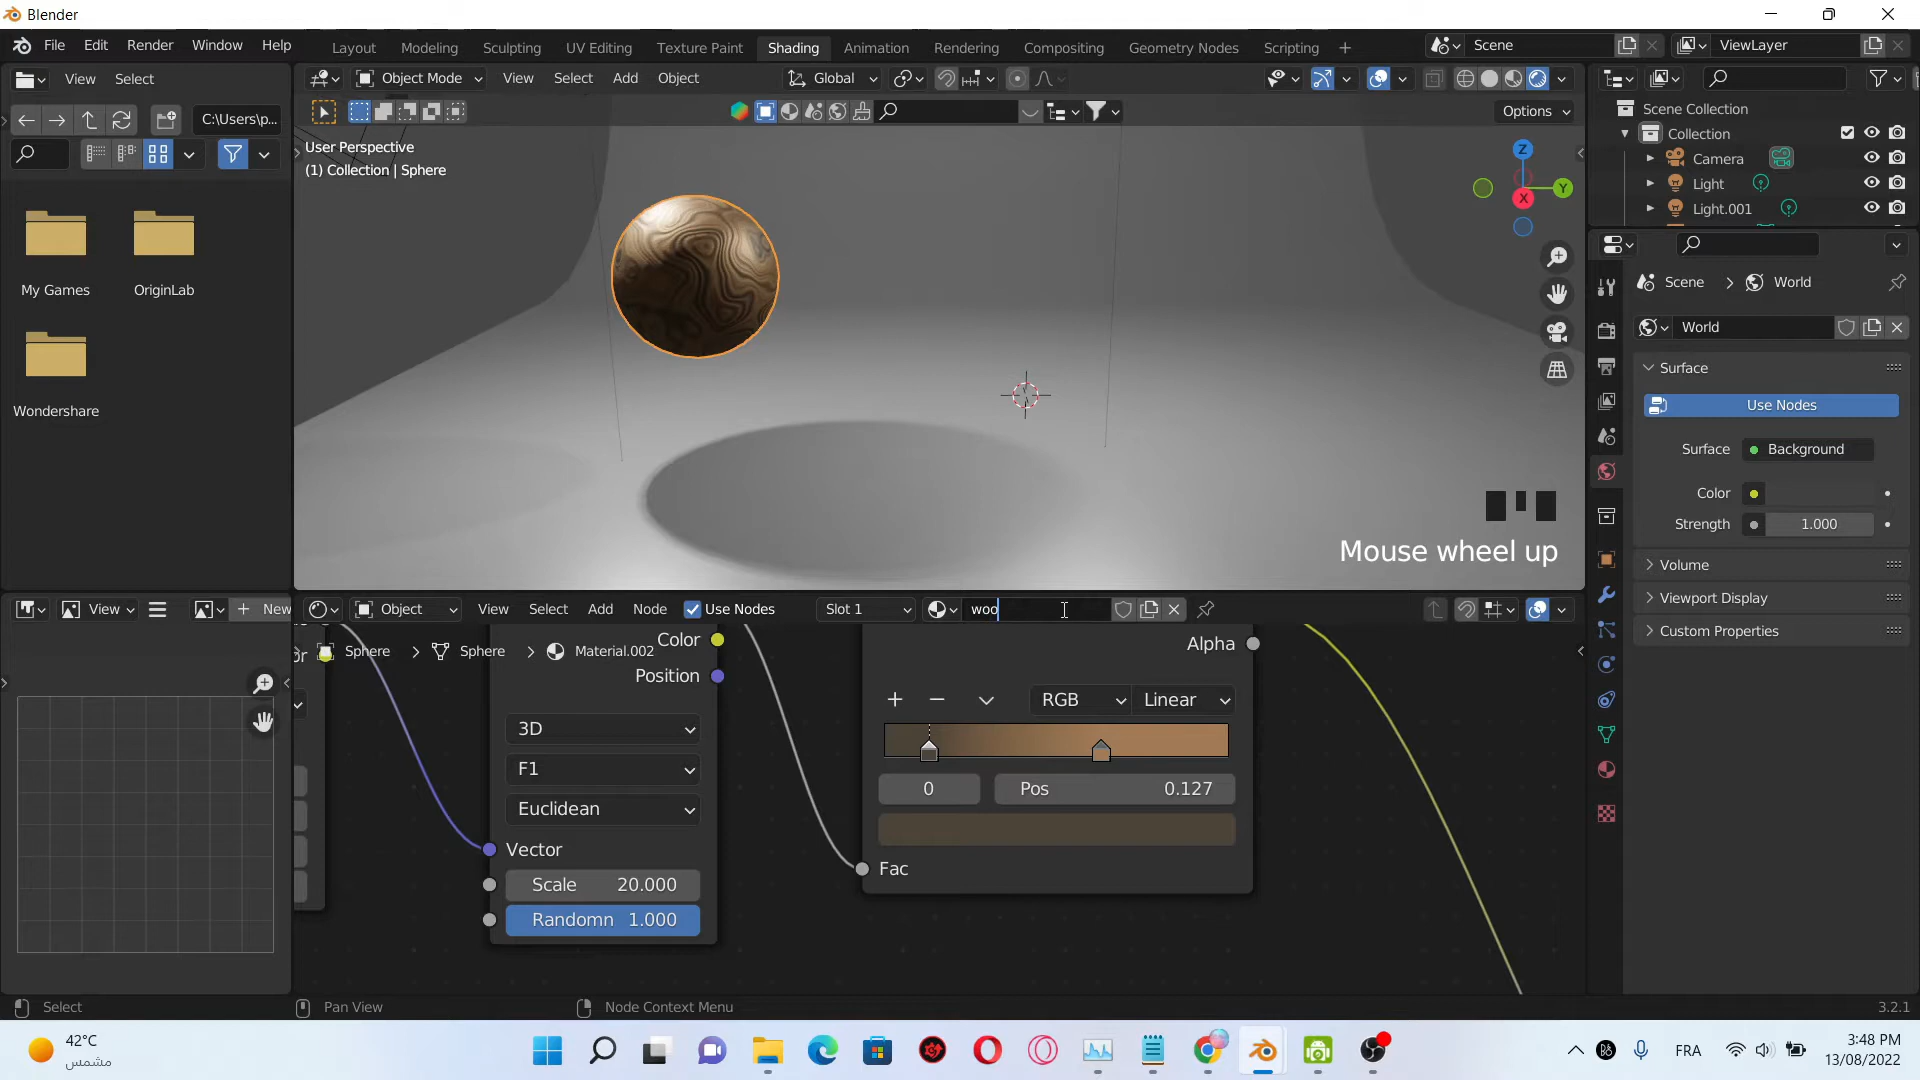 Blender
File Edit Render Window Help
Layout Modeling Sculpting UV Editing Texture Paint Shading Animation Rendering Compositing Geometry Nodes Scripting
Scene
ViewLayer
View Select
Object Mode
View Select Add Object
Global
C:\Users\p...
Options
Scene Collection
Collection
Camera
Light
Light.001
User Perspective
(1) Collection | Sphere
Z
Y
X
My Games
OriginLab
Wondershare
Scene
World
World
Surface
Use Nodes
Surface Background
Color
Strength 1.000
Volume
Viewport Display
Custom Properties
Mouse wheel up
View
New
Object
View Select Add Node
Use Nodes
Slot 1
woo
Sphere
Sphere
Material.002
Color
Position
3D
F1
Euclidean
Vector
Scale 20.000
Randomn 1.000
Alpha
RGB
Linear
0
Pos 0.127
Fac
Select
Pan View
Node Context Menu
3.2.1
42°C
مشمس
FRA
3:48 PM
13/08/2022